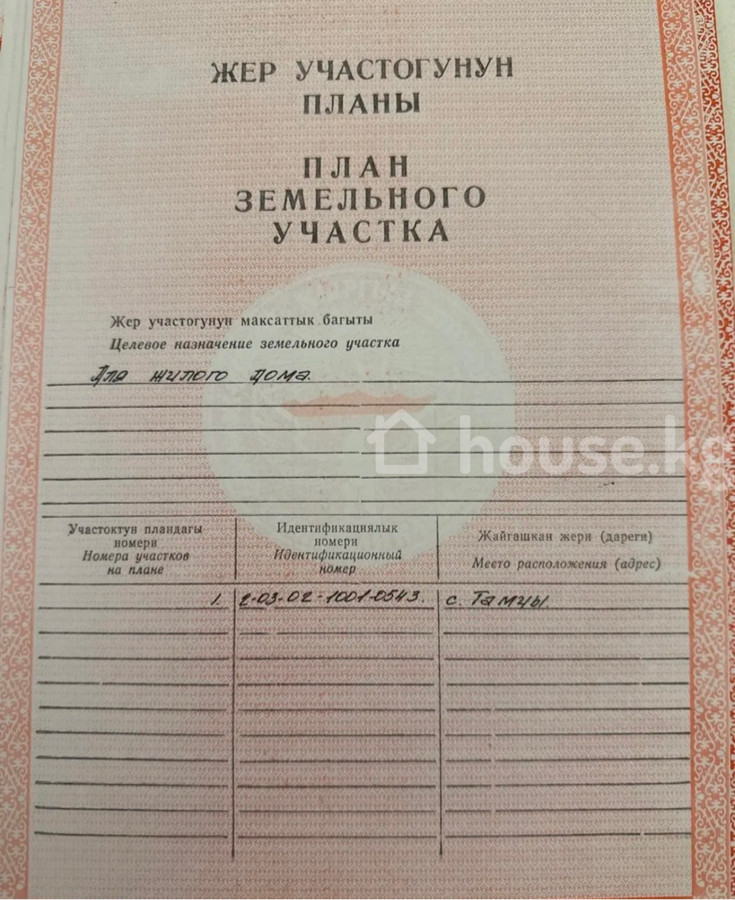 ЖЕР УЧАСТОГУНУН
ПЛАНЫ
ПЛАН
ЗЕМЕЛЬНОГО
УЧАСТКА
Жер участогунун максаттык багыты
Целевое назначение земельного участка
Для жилого дома.
house.kg
Участоктун пландагы
номери
Номера участков
на плане
Идентификациялык
номери
Идентификационный
номер
Жайгашкан жери (дареги)
Место расположения (адрес)
1. 2-03-02-1001-0543. с. Тамчы.